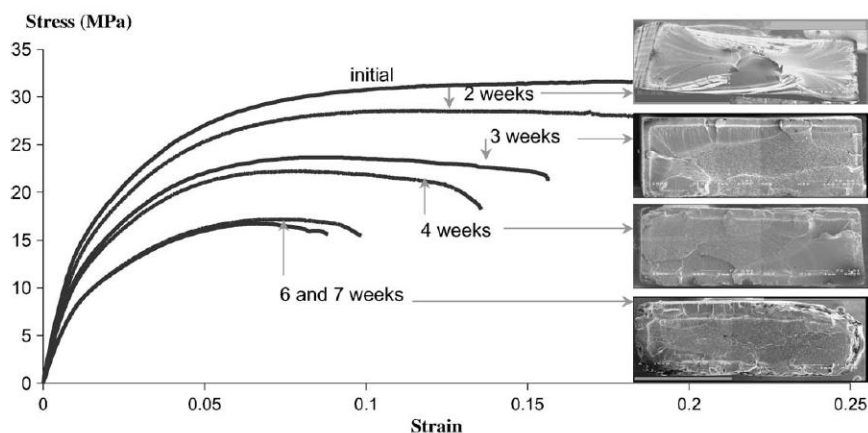 Stress (MPa)
35
30
25
20
15
10
5
0
initial
2 weeks
3 weeks
4 weeks
6 and 7 weeks
0
0.05
0.1
0.15
0.2
0.25
Strain